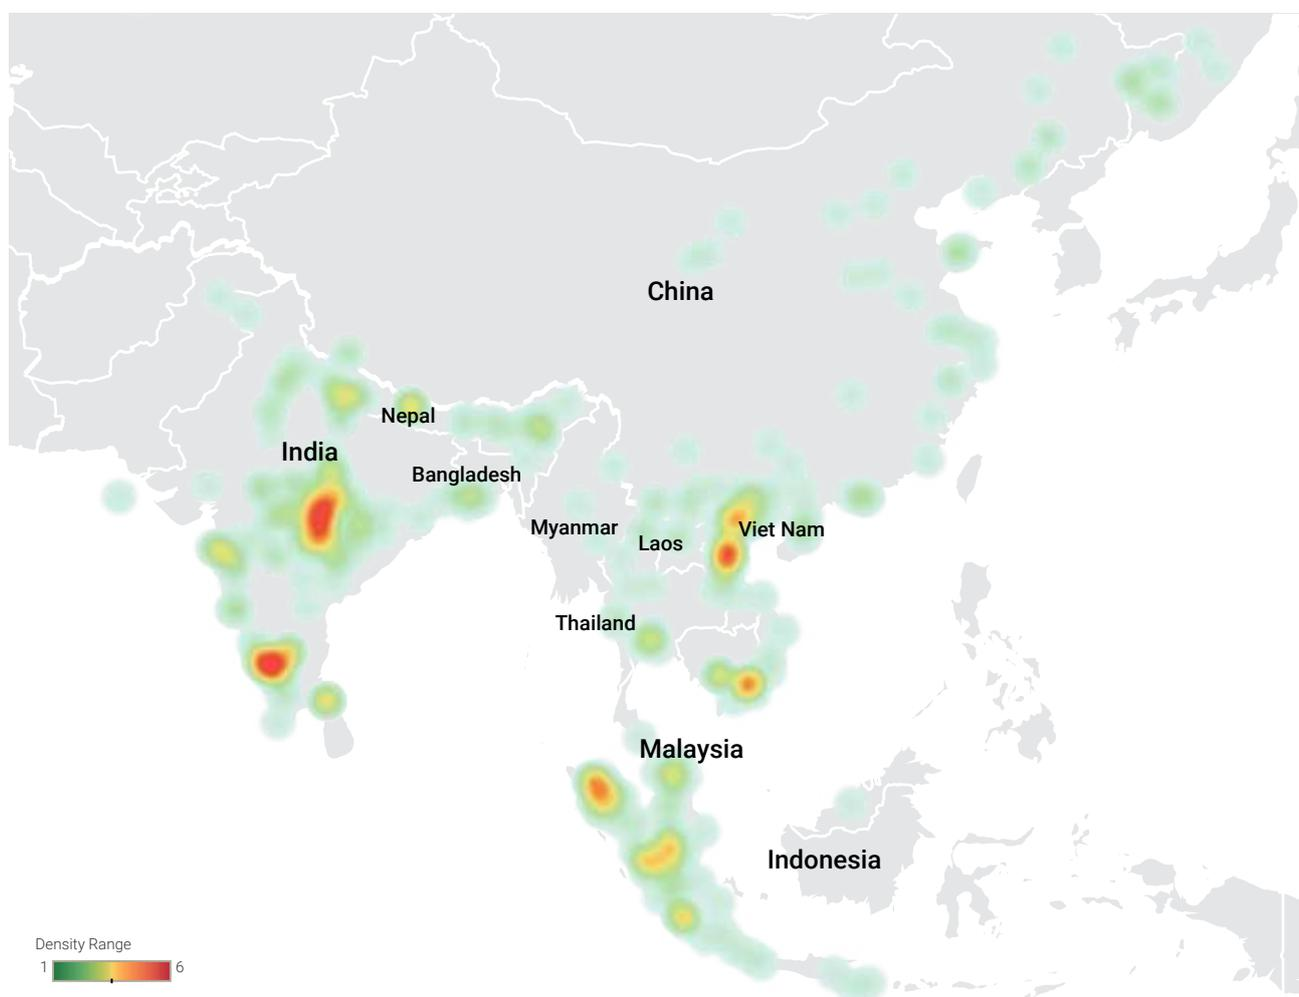 China
Nepal
India
Bangladesh
Myanmar
Viet Nam
Laos
Thailand
Malaysia
Indonesia
Density Range
1 6